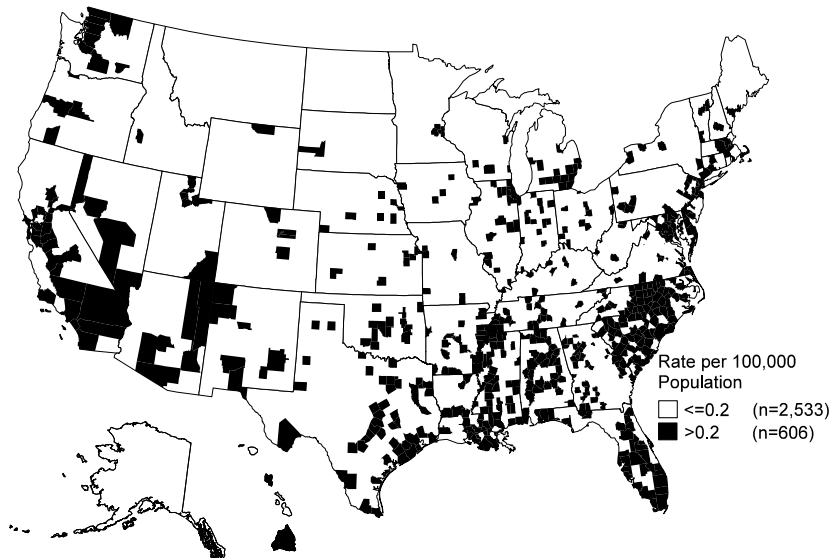 Rate per 100,000
Population
<=0.2 (n=2,533)
>0.2 (n=606)